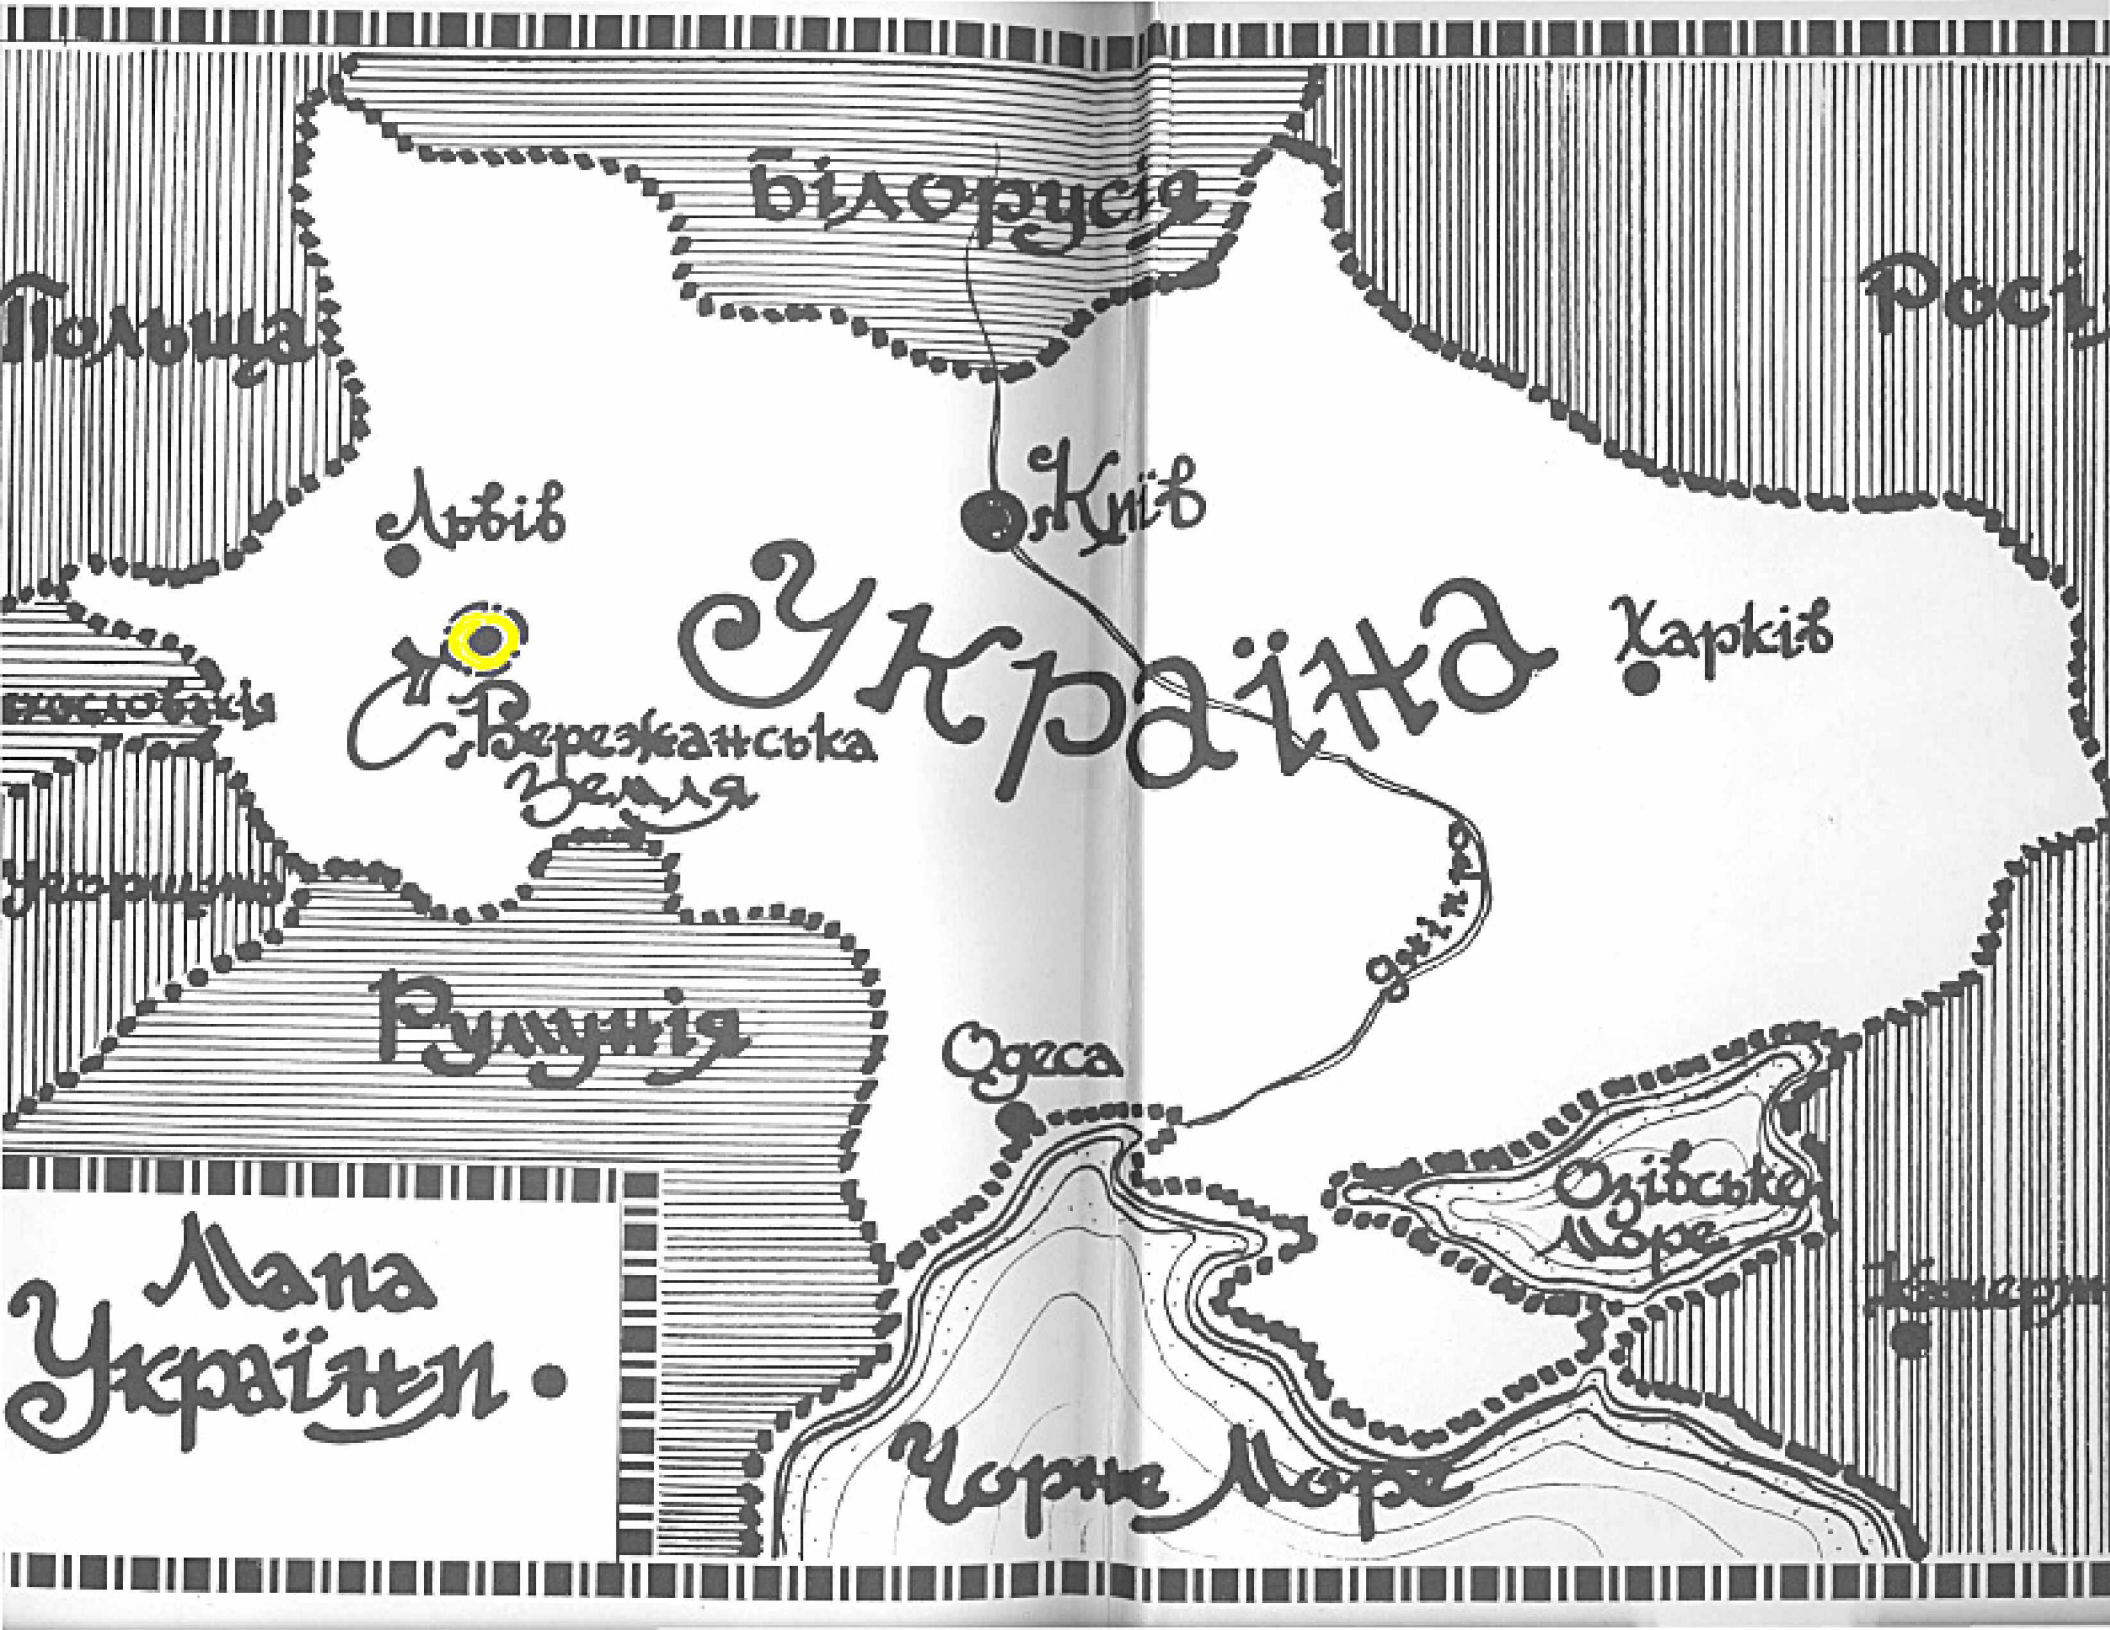 Білорусія
Росія
Польща
Львів
Київ
Україна
Харків
Бережанська
Земля
Дніпро
Румунія
Одеса
Озівське
Море
Мапа
України
Чорне Море